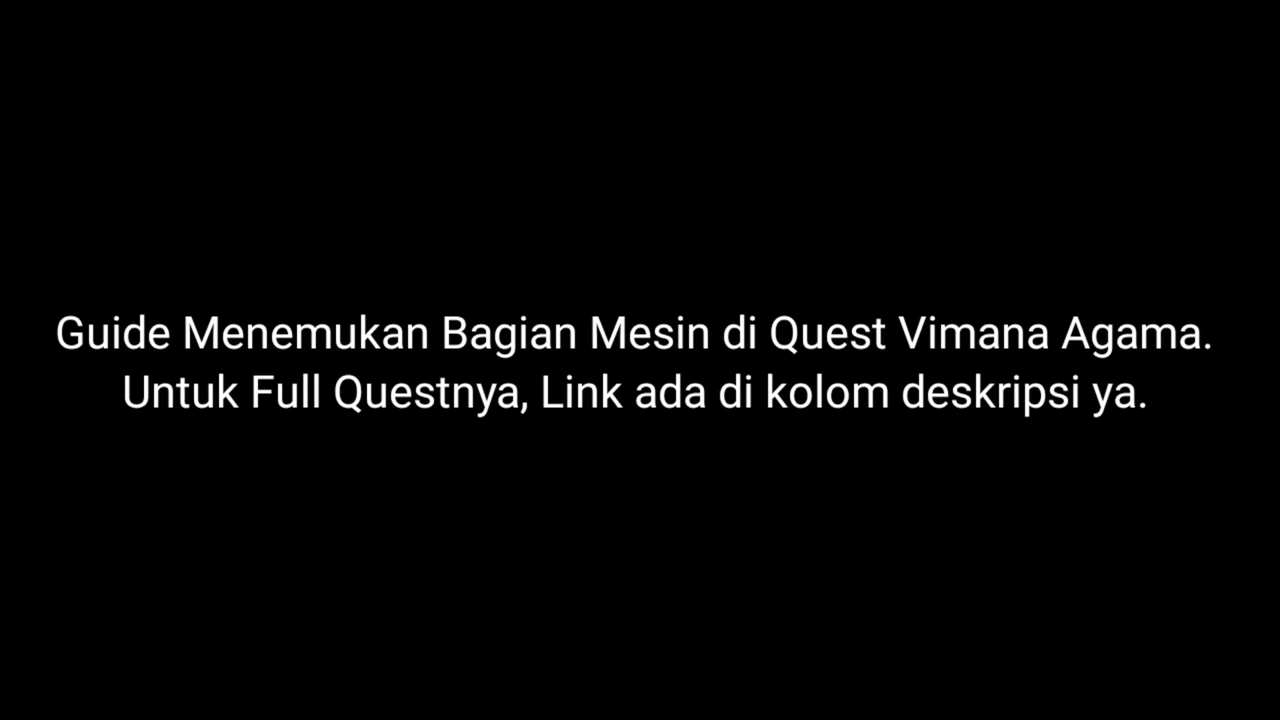 Guide Menemukan Bagian Mesin di Quest Vimana Agama.
Untuk Full Questnya, Link ada di kolom deskripsi ya.